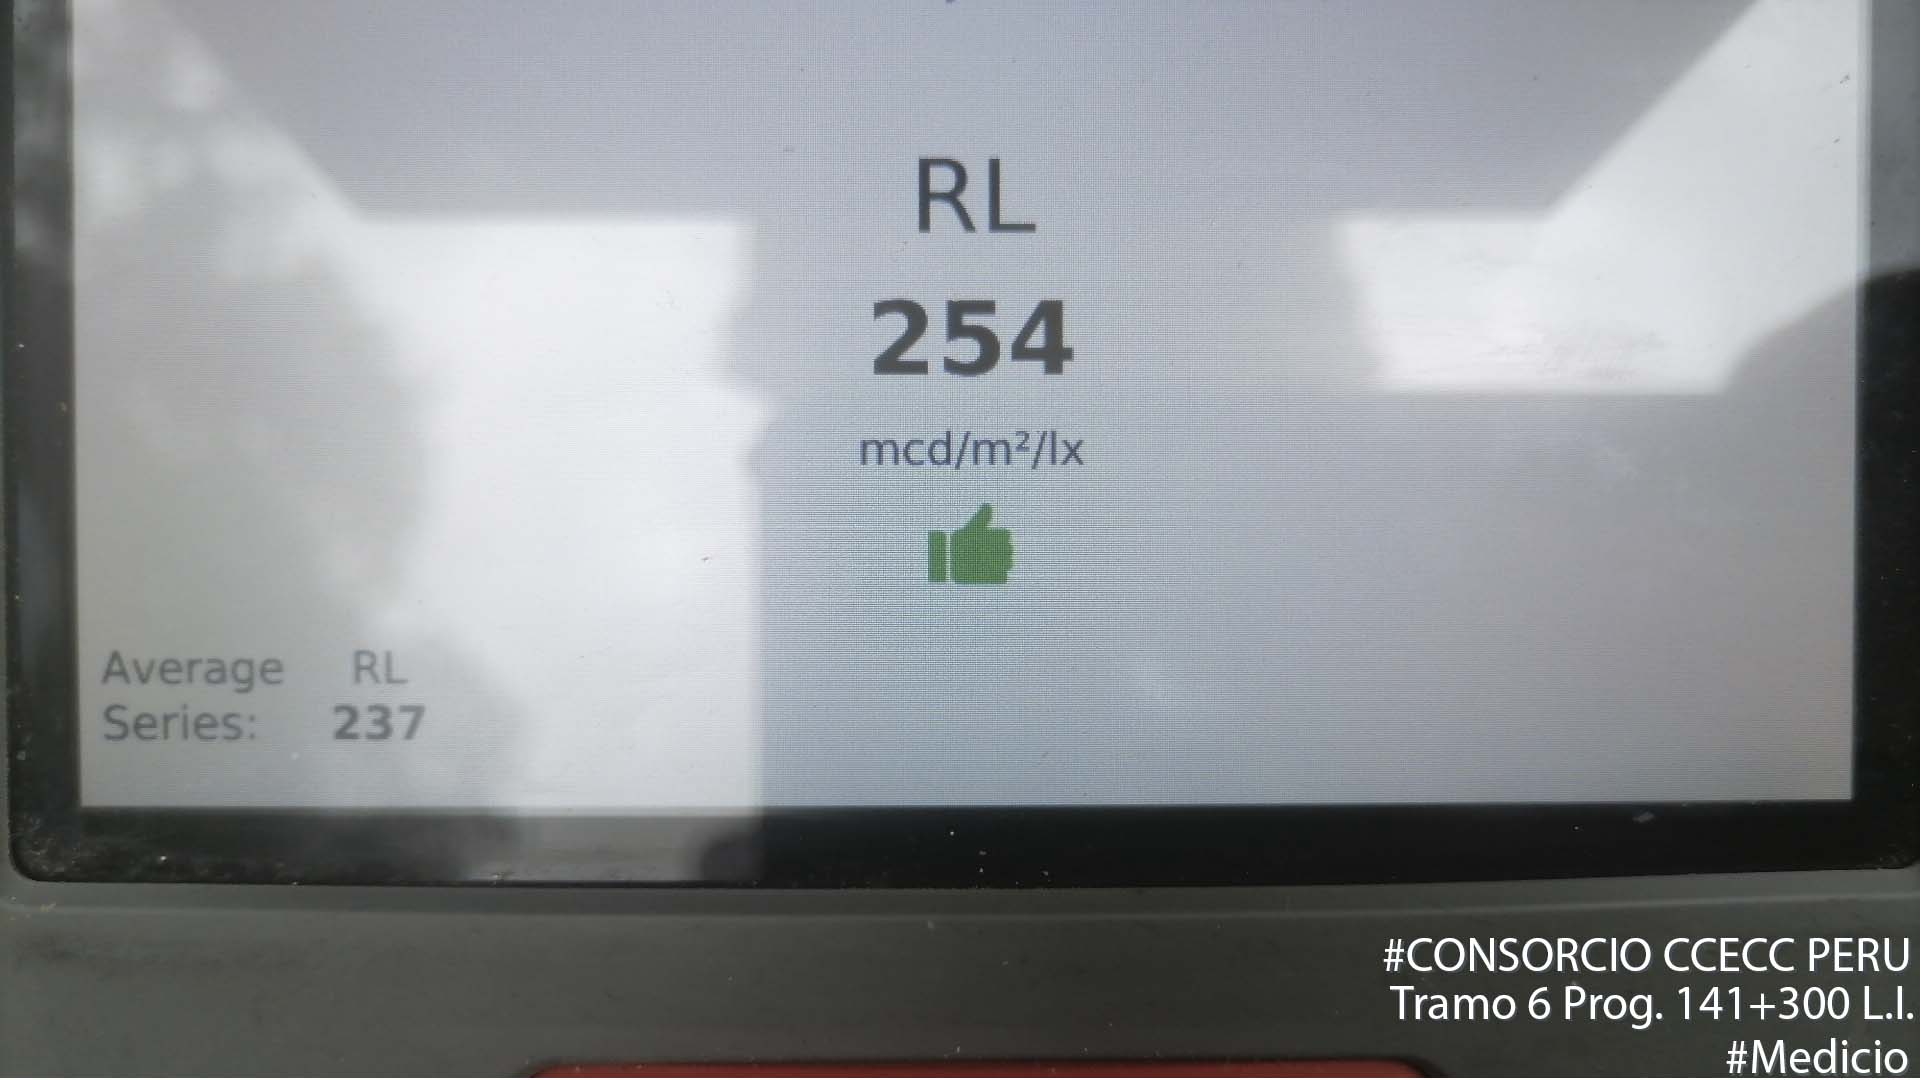 RL
254
mcd/m²/lx
Average RL
Series: 237
#CONSORCIO CCECC PERU
Tramo 6 Prog. 141+300 L.I.
#Medicio